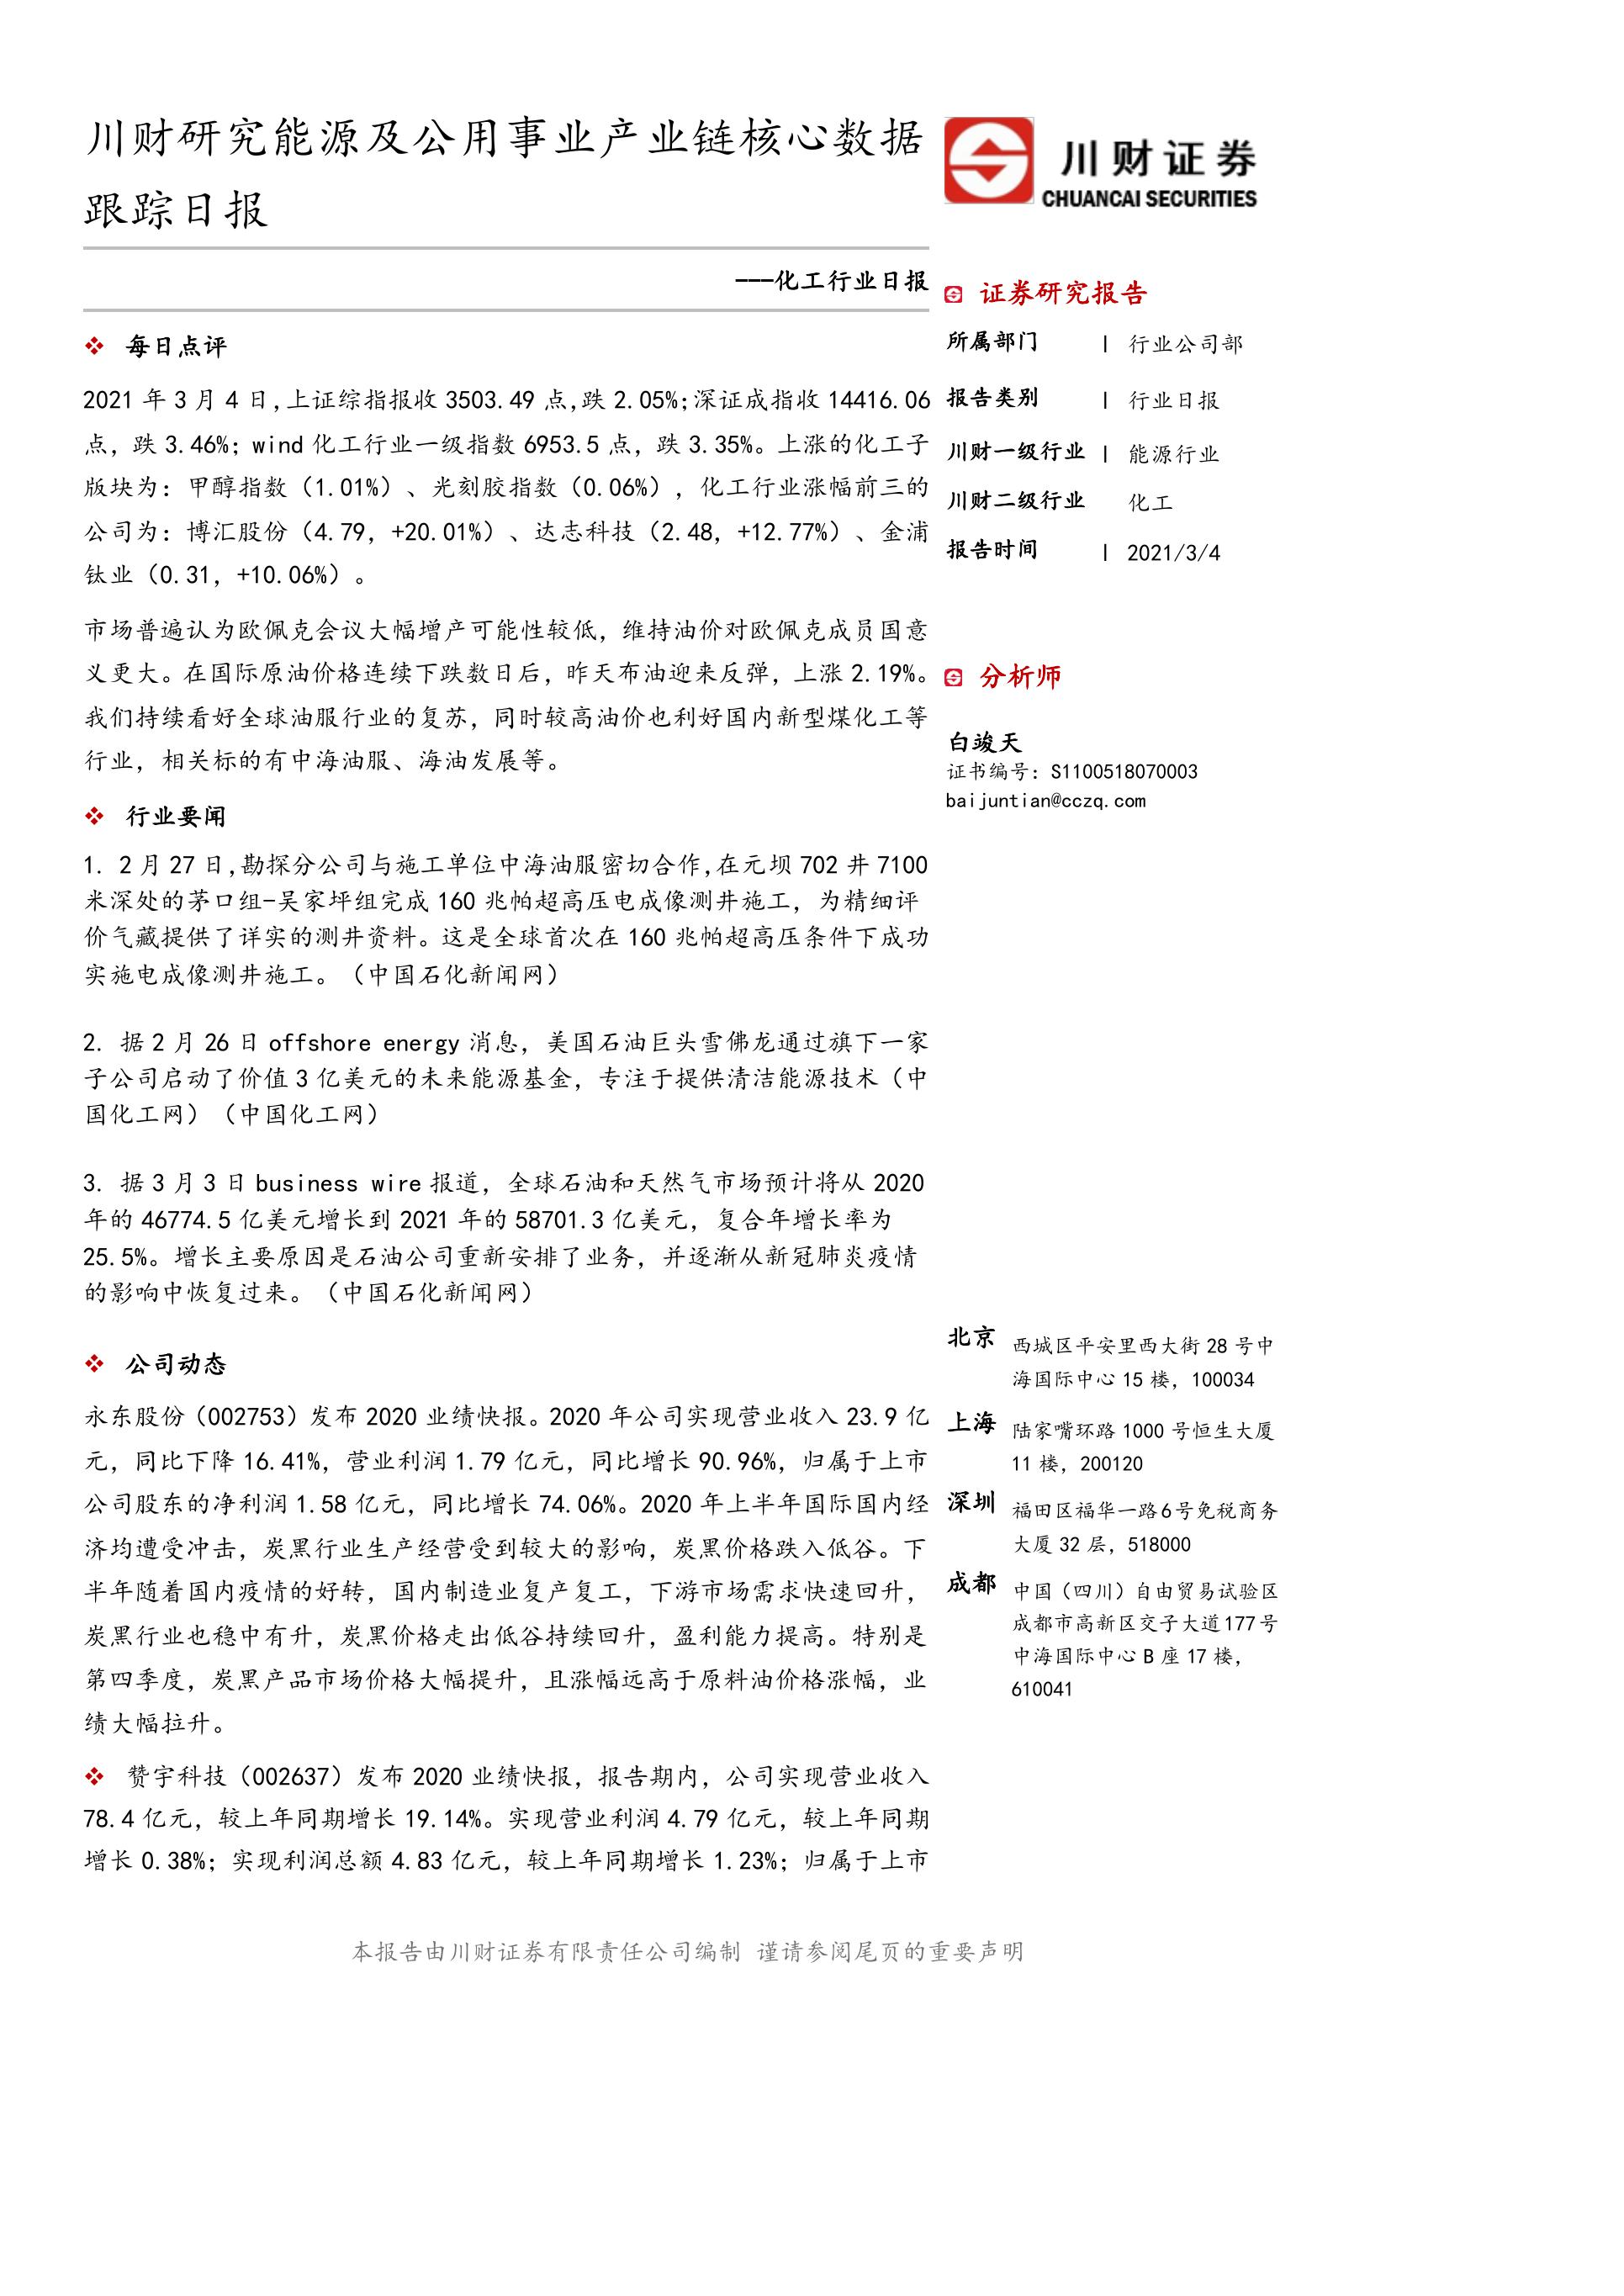 川财研究能源及公用事业产业链核心数据
跟踪日报
---化工行业日报
❖ 每日点评
2021 年 3 月 4 日,上证综指报收 3503.49 点,跌 2.05%;深证成指收 14416.06
点，跌 3.46%；wind 化工行业一级指数 6953.5 点，跌 3.35%。上涨的化工子
版块为：甲醇指数（1.01%）、光刻胶指数（0.06%），化工行业涨幅前三的
公司为：博汇股份（4.79，+20.01%）、达志科技（2.48，+12.77%）、金浦
钛业（0.31，+10.06%）。
市场普遍认为欧佩克会议大幅增产可能性较低，维持油价对欧佩克成员国意
义更大。在国际原油价格连续下跌数日后，昨天布油迎来反弹，上涨 2.19%。
我们持续看好全球油服行业的复苏，同时较高油价也利好国内新型煤化工等
行业，相关标的有中海油服、海油发展等。
❖ 行业要闻
1. 2 月 27 日,勘探分公司与施工单位中海油服密切合作,在元坝 702 井 7100
米深处的茅口组-吴家坪组完成 160 兆帕超高压电成像测井施工，为精细评
价气藏提供了详实的测井资料。这是全球首次在 160 兆帕超高压条件下成功
实施电成像测井施工。（中国石化新闻网）
2. 据 2 月 26 日 offshore energy 消息，美国石油巨头雪佛龙通过旗下一家
子公司启动了价值 3 亿美元的未来能源基金，专注于提供清洁能源技术（中
国化工网）（中国化工网）
3. 据 3 月 3 日 business wire 报道，全球石油和天然气市场预计将从 2020
年的 46774.5 亿美元增长到 2021 年的 58701.3 亿美元，复合年增长率为
25.5%。增长主要原因是石油公司重新安排了业务，并逐渐从新冠肺炎疫情
的影响中恢复过来。（中国石化新闻网）
❖ 公司动态
永东股份（002753）发布 2020 业绩快报。2020 年公司实现营业收入 23.9 亿
元，同比下降 16.41%，营业利润 1.79 亿元，同比增长 90.96%，归属于上市
公司股东的净利润 1.58 亿元，同比增长 74.06%。2020 年上半年国际国内经
济均遭受冲击，炭黑行业生产经营受到较大的影响，炭黑价格跌入低谷。下
半年随着国内疫情的好转，国内制造业复产复工，下游市场需求快速回升，
炭黑行业也稳中有升，炭黑价格走出低谷持续回升，盈利能力提高。特别是
第四季度，炭黑产品市场价格大幅提升，且涨幅远高于原料油价格涨幅，业
绩大幅拉升。
❖ 赞宇科技（002637）发布 2020 业绩快报，报告期内，公司实现营业收入
78.4 亿元，较上年同期增长 19.14%。实现营业利润 4.79 亿元，较上年同期
增长 0.38%；实现利润总额 4.83 亿元，较上年同期增长 1.23%；归属于上市
川财证券
CHUANCAI SECURITIES
证券研究报告
所属部门 | 行业公司部
报告类别 | 行业日报
川财一级行业 | 能源行业
川财二级行业 化工
报告时间 | 2021/3/4
分析师
白竣天
证书编号：S1100518070003
baijuntian@cczq.com
北京 西城区平安里西大街 28 号中
海国际中心 15 楼，100034
上海 陆家嘴环路 1000 号恒生大厦
11 楼，200120
深圳 福田区福华一路6号免税商务
大厦 32 层，518000
成都 中国（四川）自由贸易试验区
成都市高新区交子大道177号
中海国际中心 B 座 17 楼，
610041
本报告由川财证券有限责任公司编制 谨请参阅尾页的重要声明